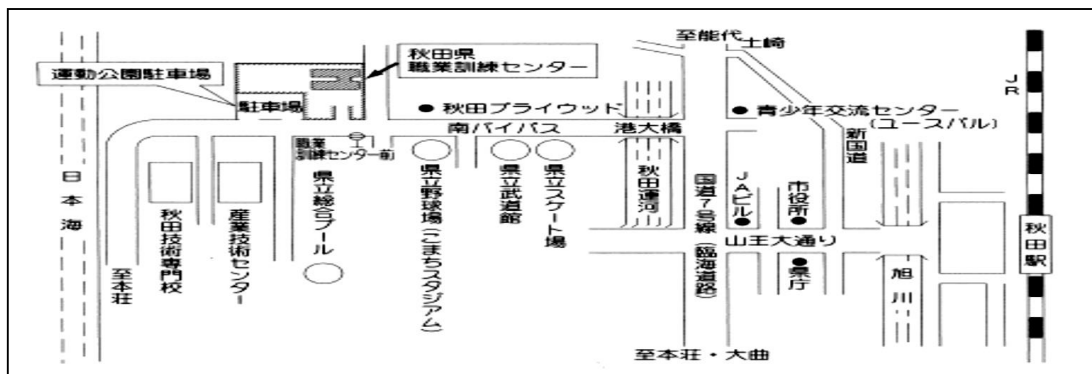 至能代
土崎
秋田県
職業訓練センター
運動公園駐車場
駐車場
JR
秋田プライウッド
青少年交流センター
(ユースパル)
南バイパス
港大橋
新国道
職業
訓練センター前
日本海
至本荘
秋田技術専門校
産業技術センター
県立総合プール
県立野球場(こまちスタジアム)
県立武道館
県立スケート場
秋田運河
国道7号線(臨海道路)
JAビル
市役所
山王大通り
県庁
旭川
秋田駅
至本荘・大曲